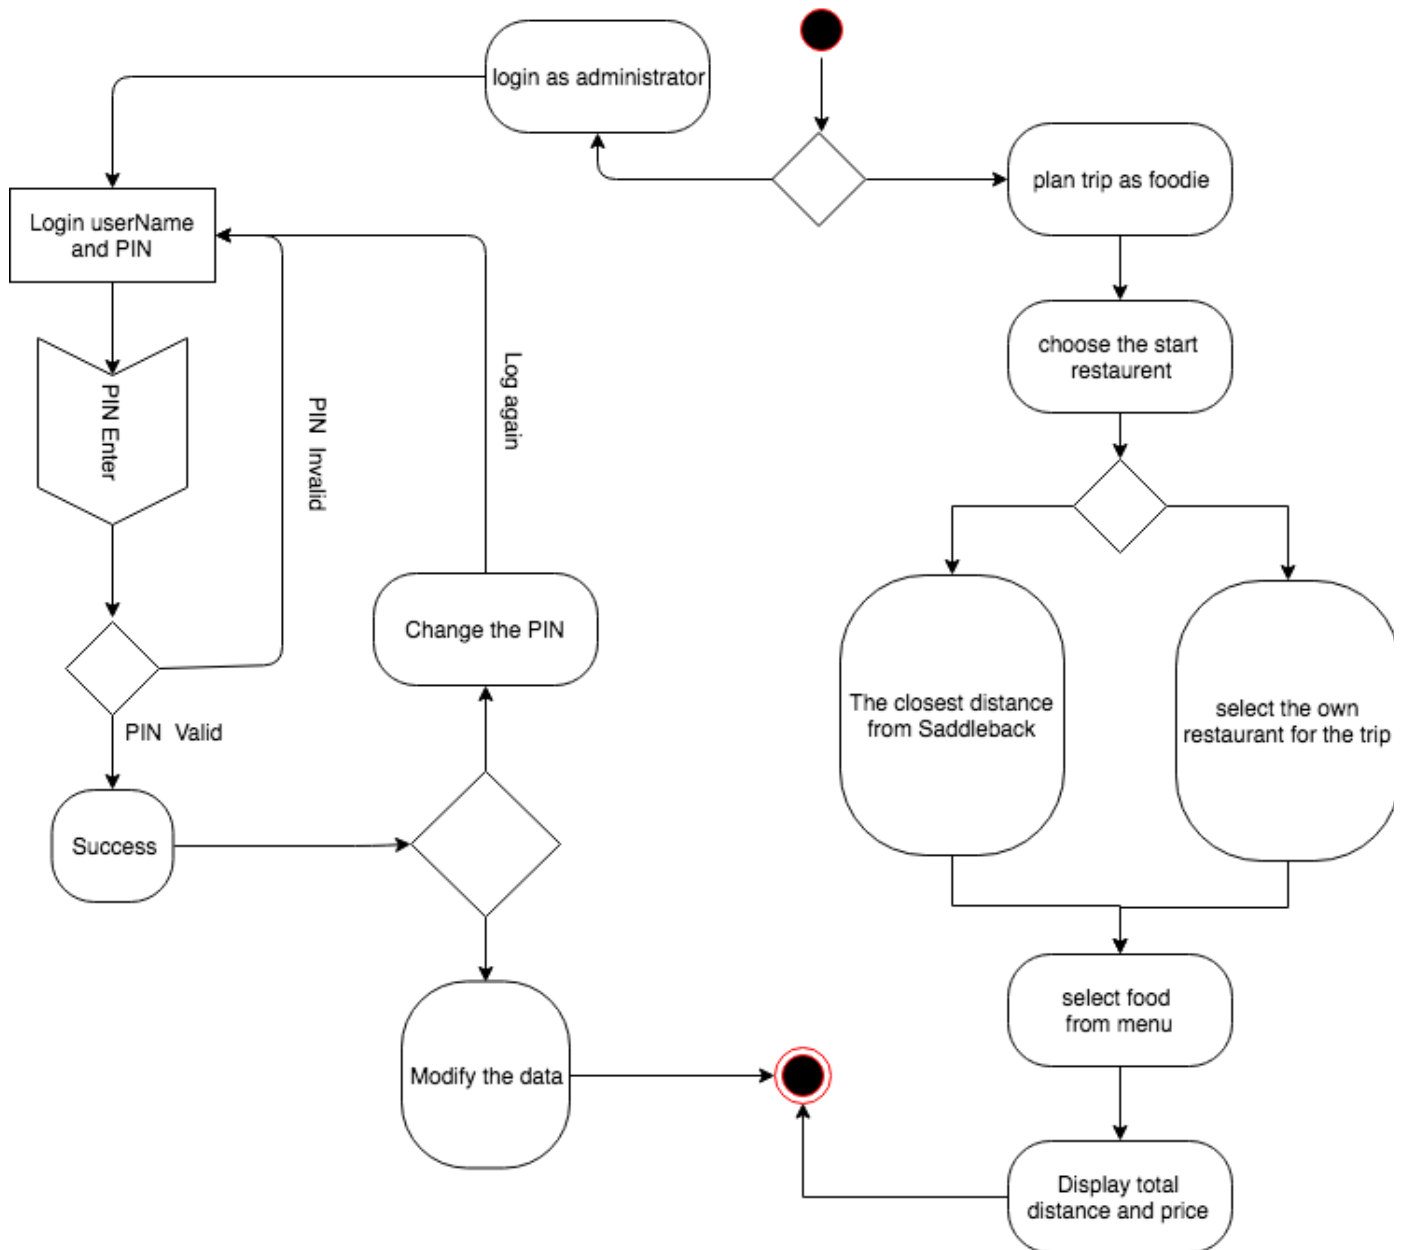 login as administrator
plan trip as foodie
Login userName
and PIN
choose the start
restaurent
PIN Enter
PIN Invalid
Log again
Change the PIN
The closest distance
from Saddleback
select the own
restaurant for the trip
PIN Valid
Success
select food
from menu
Modify the data
Display total
distance and price